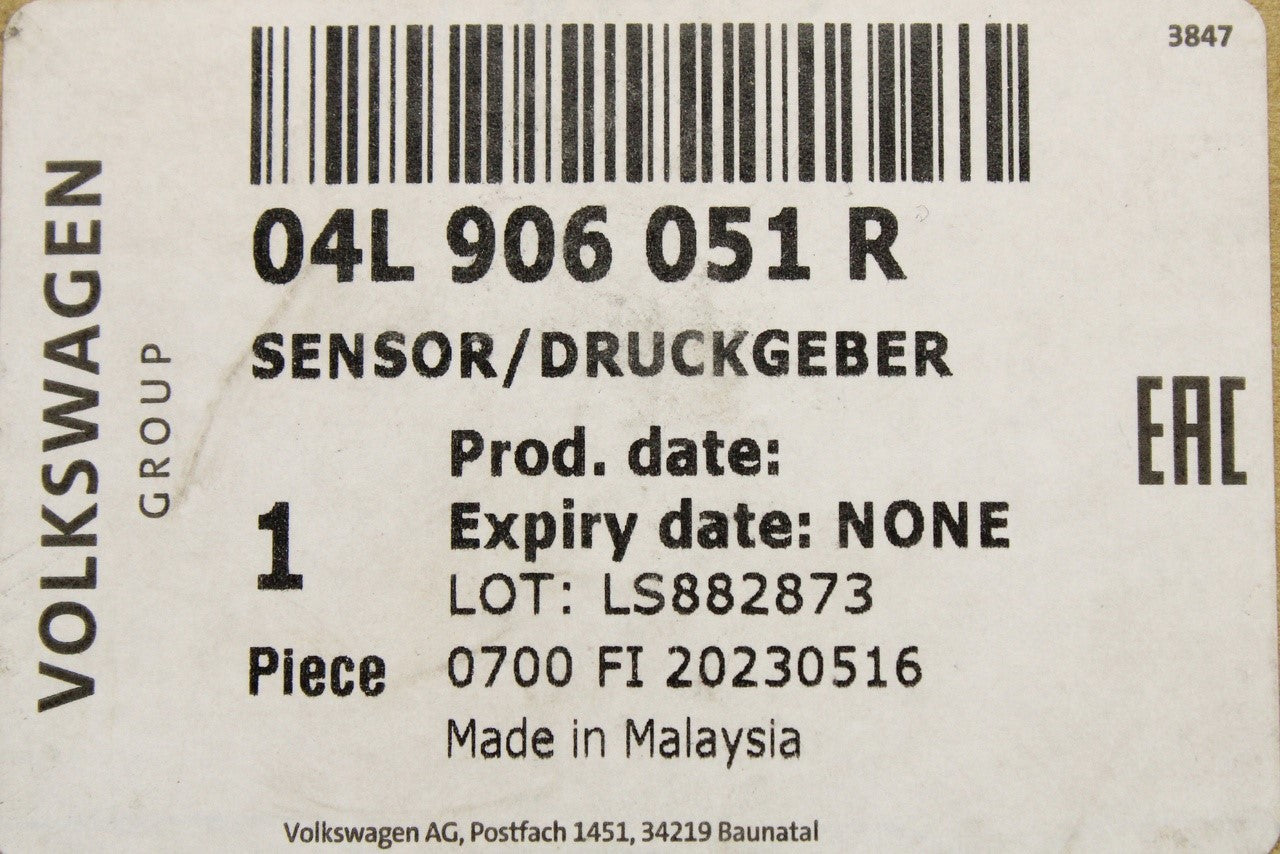 3847
04L 906 051 R
SENSOR/DRUCKGEBER
VOLKSWAGEN
GROUP
EAC
Prod. date:
Expiry date: NONE
1
LOT: LS882873
Piece
0700 FI 20230516
Made in Malaysia
Volkswagen AG, Postfach 1451, 34219 Baunatal